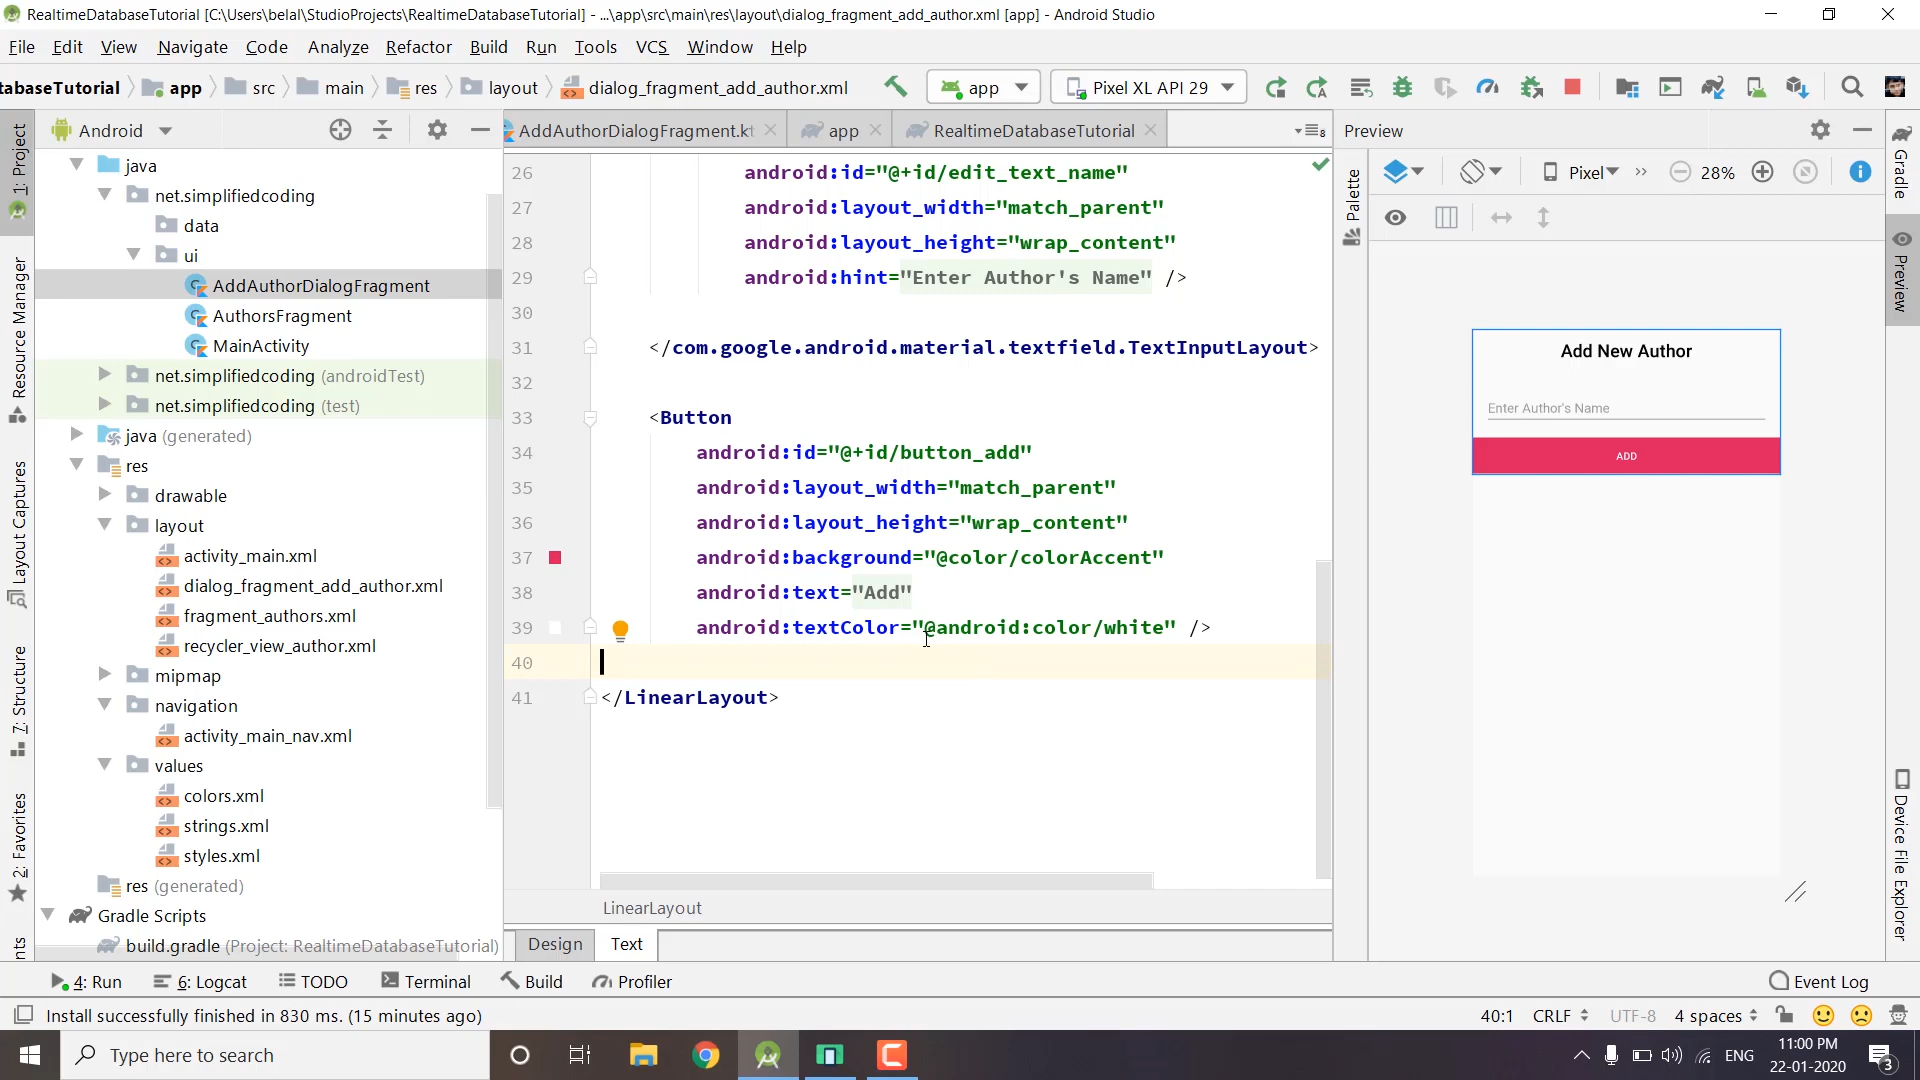 RealtimeDatabaseTutorial [C:\Users\belal\StudioProjects\RealtimeDatabaseTutorial] - ...\app\src\main\res\layout\dialog_fragment_add_author.xml [app] - Android Studio
File Edit View Navigate Code Analyze Refactor Build Run Tools VCS Window Help
tabaseTutorial app src main res layout dialog_fragment_add_author.xml app Pixel XL API 29
Android
AddAuthorDialogFragment.kt app RealtimeDatabaseTutorial 8
Preview
1: Project
Resource Manager
Layout Captures
7: Structure
2: Favorites
nts
java
net.simplifiedcoding
data
ui
AddAuthorDialogFragment
AuthorsFragment
MainActivity
net.simplifiedcoding (androidTest)
net.simplifiedcoding (test)
java (generated)
res
drawable
layout
activity_main.xml
dialog_fragment_add_author.xml
fragment_authors.xml
recycler_view_author.xml
mipmap
navigation
activity_main_nav.xml
values
colors.xml
strings.xml
styles.xml
res (generated)
Gradle Scripts
build.gradle (Project: RealtimeDatabaseTutorial)
26 android:id="@+id/edit_text_name"
27 android:layout_width="match_parent"
28 android:layout_height="wrap_content"
29 android:hint="Enter Author's Name" />
30
31 </com.google.android.material.textfield.TextInputLayout>
32
33 <Button
34 android:id="@+id/button_add"
35 android:layout_width="match_parent"
36 android:layout_height="wrap_content"
37 android:background="@color/colorAccent"
38 android:text="Add"
39 android:textColor="@android:color/white" />
40
41 </LinearLayout>
LinearLayout
Design Text
Palette
Pixel 28%
Add New Author
Enter Author's Name
ADD
Gradle
Preview
Device File Explorer
4: Run 6: Logcat TODO Terminal Build Profiler Event Log
Install successfully finished in 830 ms. (15 minutes ago) 40:1 CRLF UTF-8 4 spaces
Type here to search
ENG
11:00 PM
22-01-2020
3